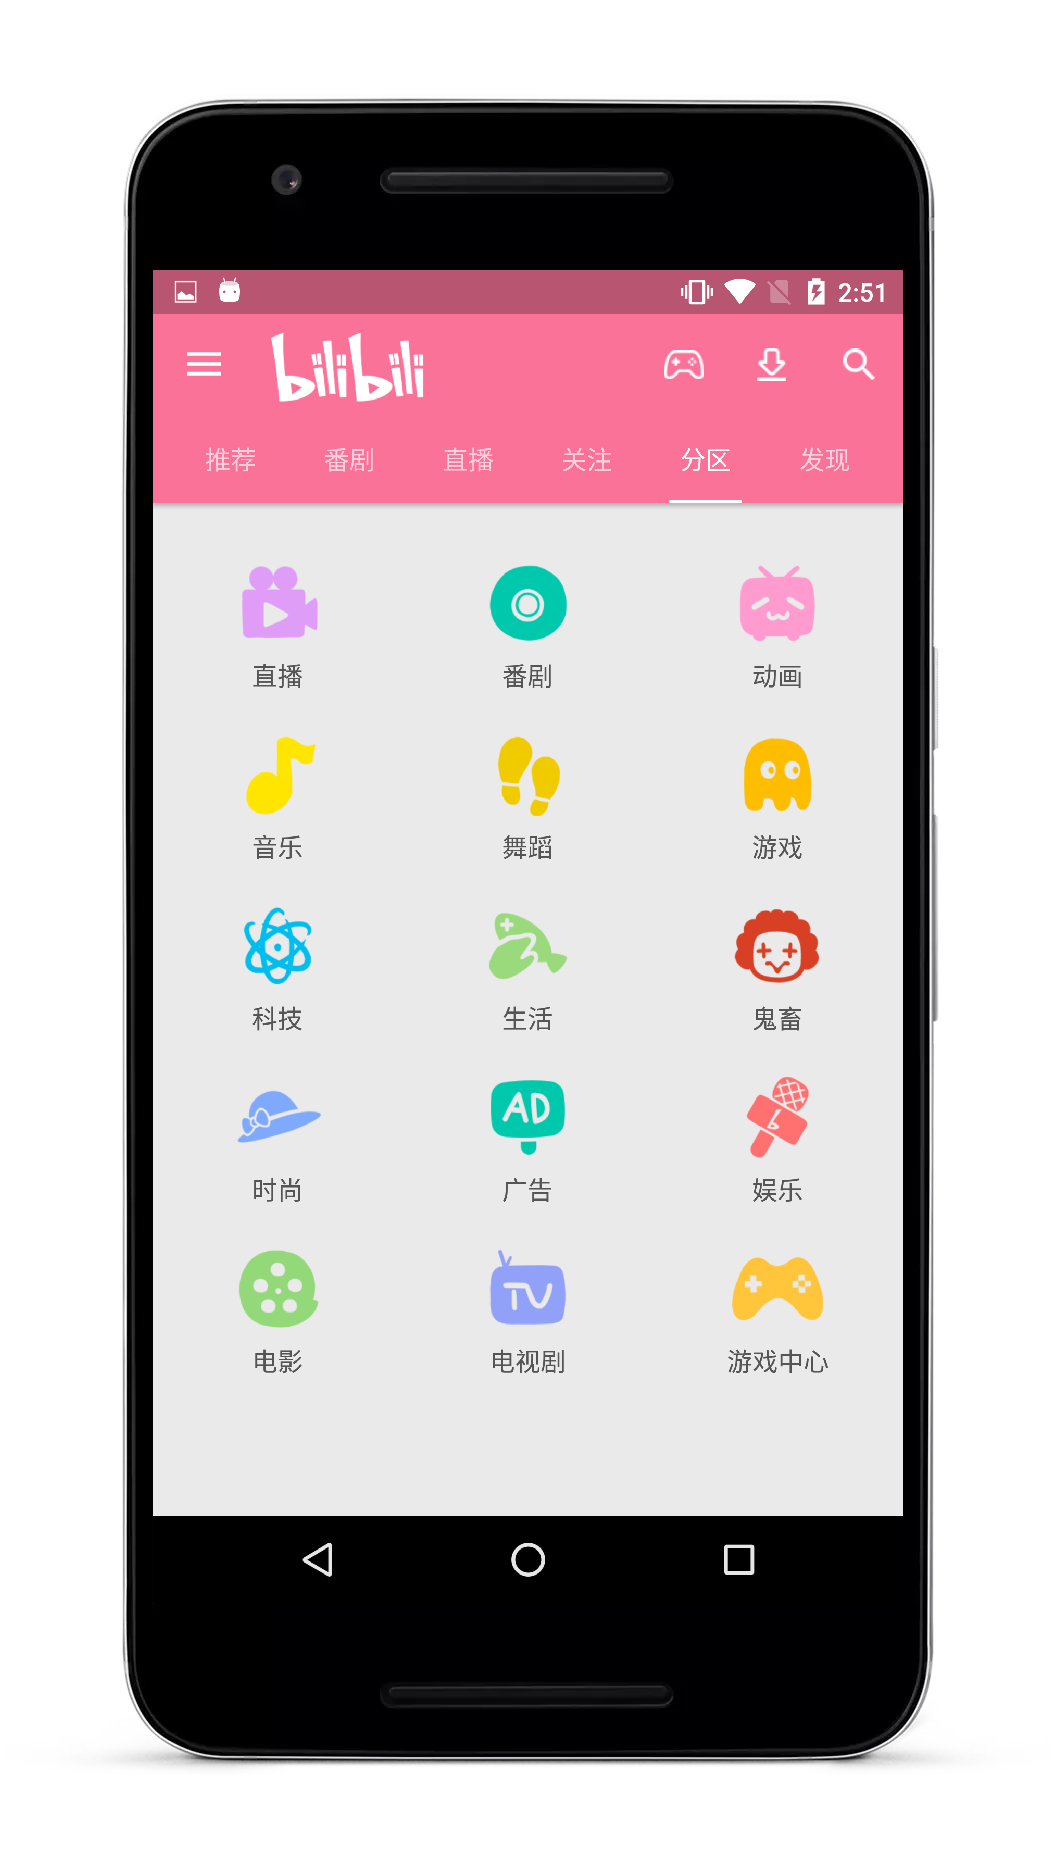 2:51
bilibili
推荐 番剧 直播 关注 分区 发现
直播 番剧 动画
音乐 舞蹈 游戏
科技 生活 鬼畜
AD
时尚 广告 娱乐
TV
电影 电视剧 游戏中心